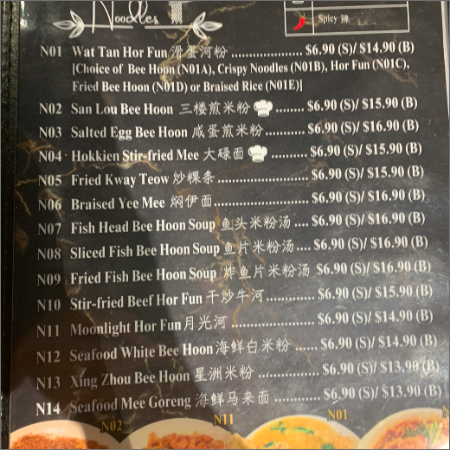 Noodles
Spicy 辣
N01 Wat Tan Hor Fun 滑蛋河粉 ..................... $6.90 (S)/ $14.90 (B)
[Choice of Bee Hoon (N01A), Crispy Noodles (N01B), Hor Fun (N01C),
Fried Bee Hoon (N01D) or Braised Rice (N01E)]
N02 San Lou Bee Hoon 三楼煎米粉 ........ $6.90 (S)/ $15.90 (B)
N03 Salted Egg Bee Hoon 咸蛋煎米粉 ............ $6.90 (S)/ $16.90 (B)
N04 Hokkien Stir-fried Mee 大碌面 .......... $6.90 (S)/ $15.90 (B)
N05 Fried Kway Teow 炒粿条 ......................... $6.90 (S)/ $15.90 (B)
N06 Braised Yee Mee 焖伊面 .......................... $6.90 (S)/ $16.90 (B)
N07 Fish Head Bee Hoon Soup 鱼头米粉汤 .... $6.90 (S)/ $16.90 (B)
N08 Sliced Fish Bee Hoon Soup 鱼片米粉汤.... $6.90 (S)/ $16.90 (B)
N09 Fried Fish Bee Hoon Soup 炸鱼片米粉汤 $6.90 (S)/ $16.90 (B)
N10 Stir-fried Beef Hor Fun 干炒牛河 ............. $6.90 (S)/ $15.90 (B)
N11 Moonlight Hor Fun 月光河 ...................... $6.90 (S)/ $14.90 (B)
N12 Seafood White Bee Hoon 海鲜白米粉 ...... $6.90 (S)/ $14.90 (B)
N13 Xing Zhou Bee Hoon 星洲米粉 ................ $6.90 (S)/ $13.90 (B)
N14 Seafood Mee Goreng 海鲜马来面 ............. $6.90 (S)/ $13.90 (B)
N02 N11 N01